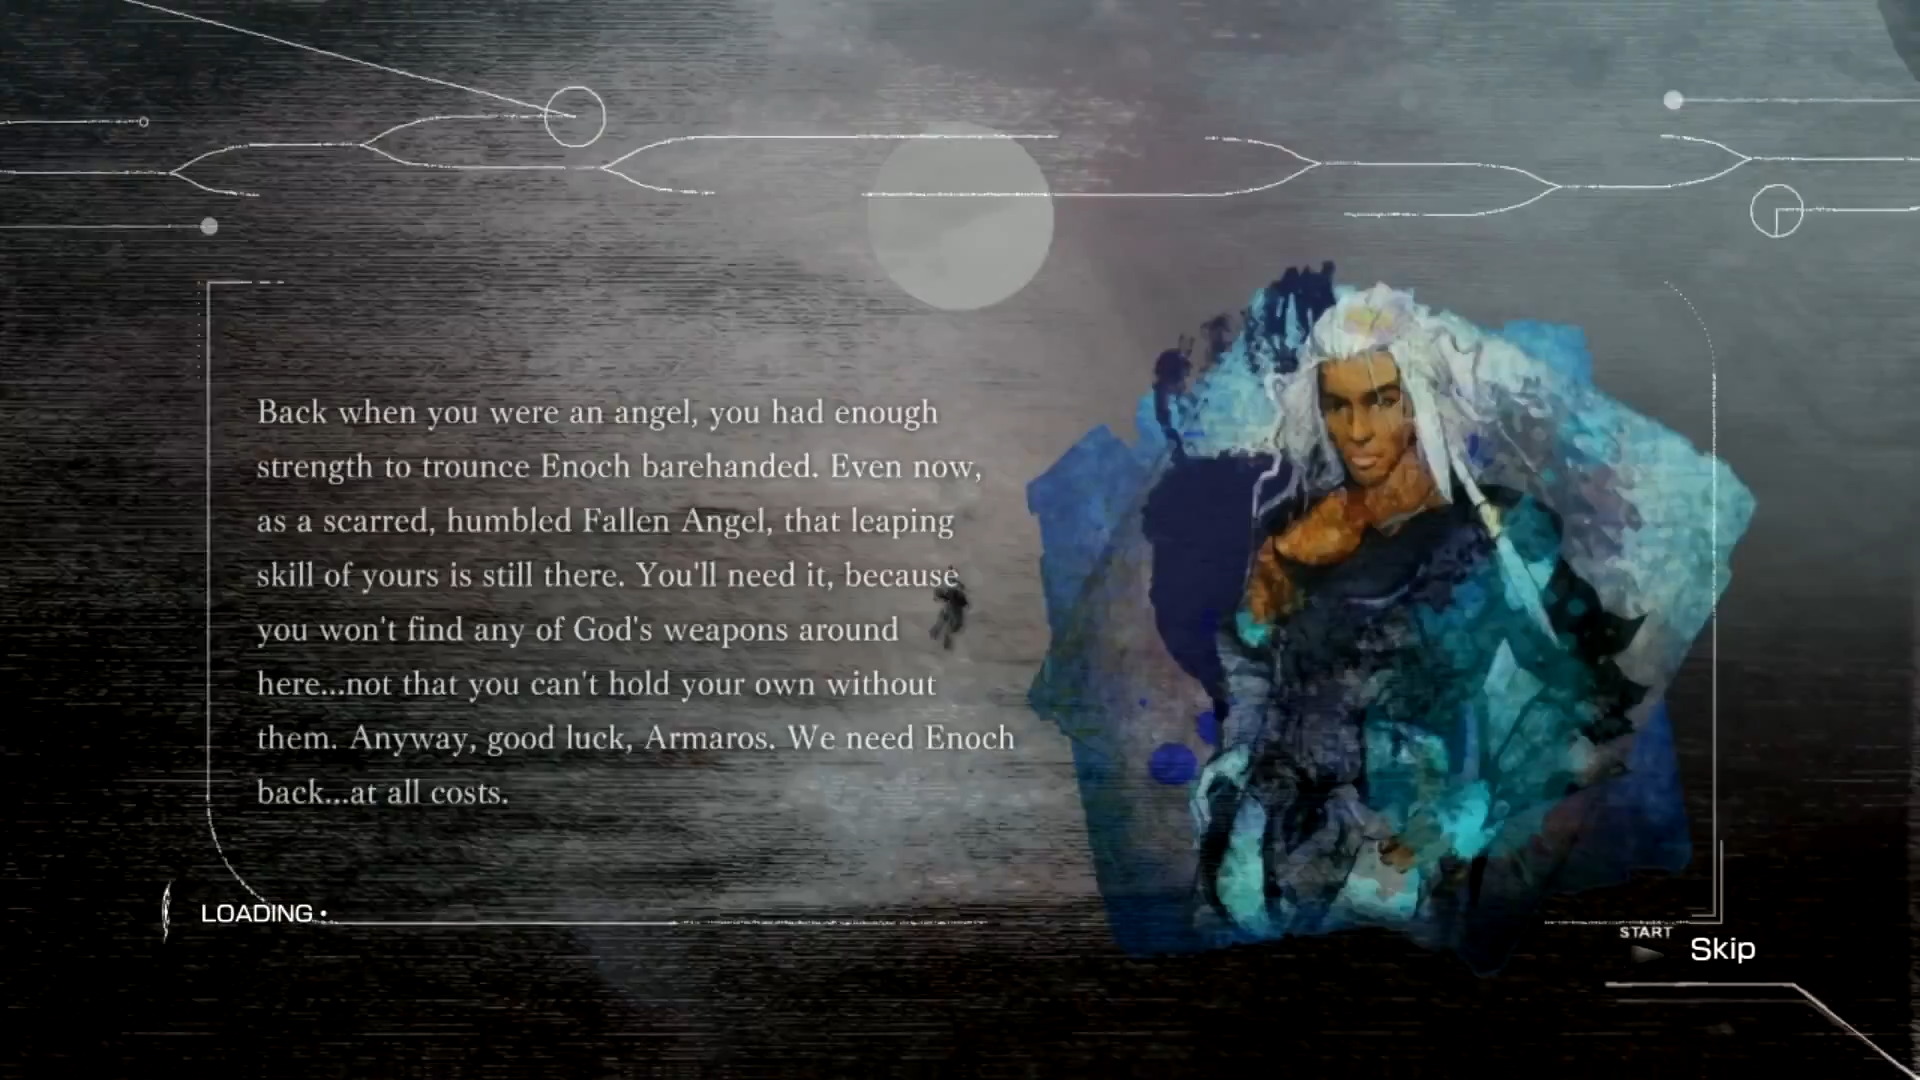 Back when you were an angel, you had enough
strength to trounce Enoch barehanded. Even now,
as a scarred, humbled Fallen Angel, that leaping
skill of yours is still there. You'll need it, because
you won't find any of God's weapons around
here...not that you can't hold your own without
them. Anyway, good luck, Armaros. We need Enoch
back...at all costs.
LOADING •
START
Skip